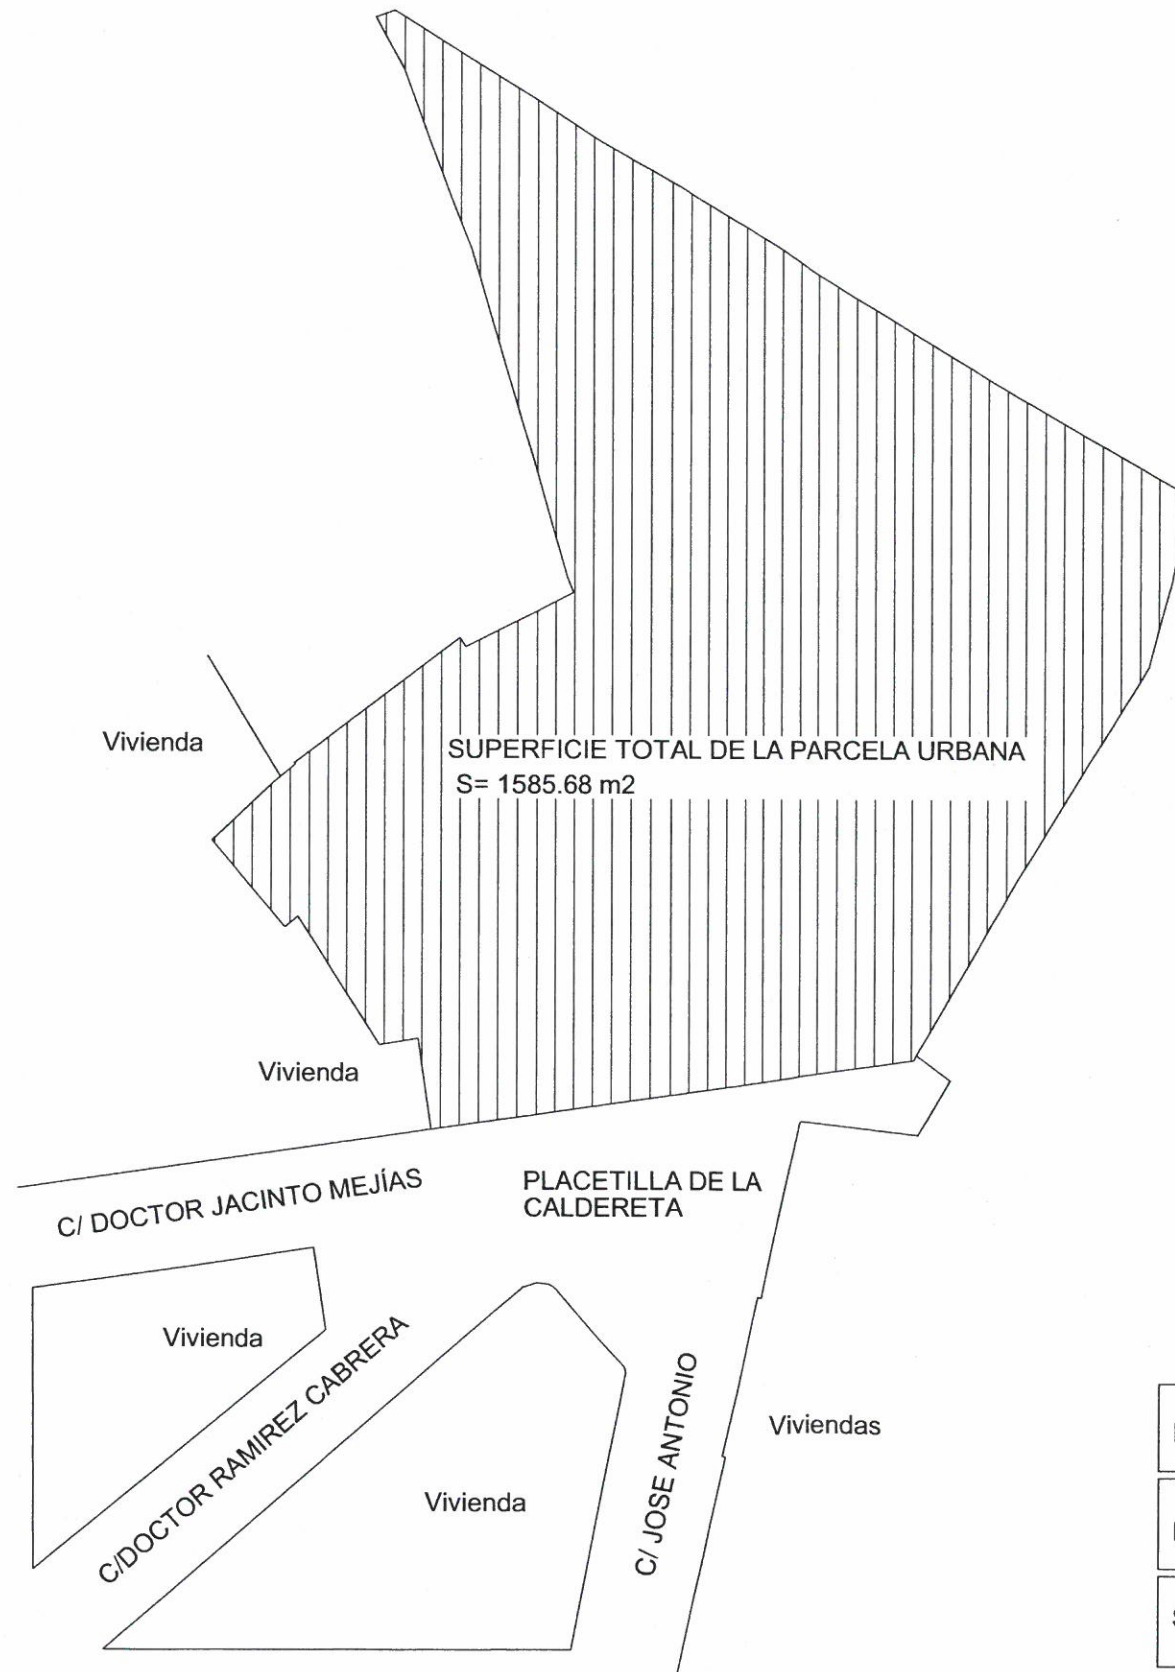 Vivienda
SUPERFICIE TOTAL DE LA PARCELA URBANA
S= 1585.68 m2
Vivienda
C/ DOCTOR JACINTO MEJÍAS
PLACETILLA DE LA
CALDERETA
Vivienda
C/DOCTOR RAMIREZ CABRERA
C/ JOSE ANTONIO
Viviendas
Vivienda